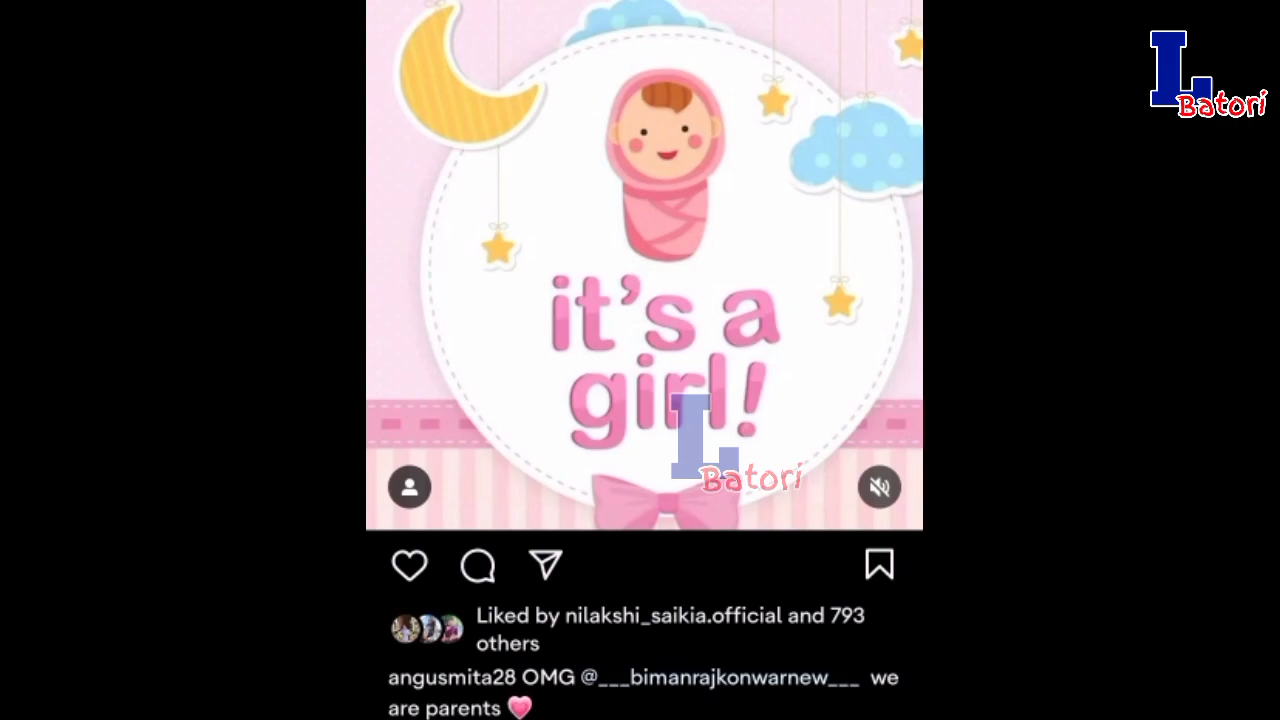 L
Batori
it's a
girl!
L
Batori
Liked by nilakshi_saikia.official and 793
others
angusmita28 OMG @___bimanrajkonwarnew___ we
are parents 💗